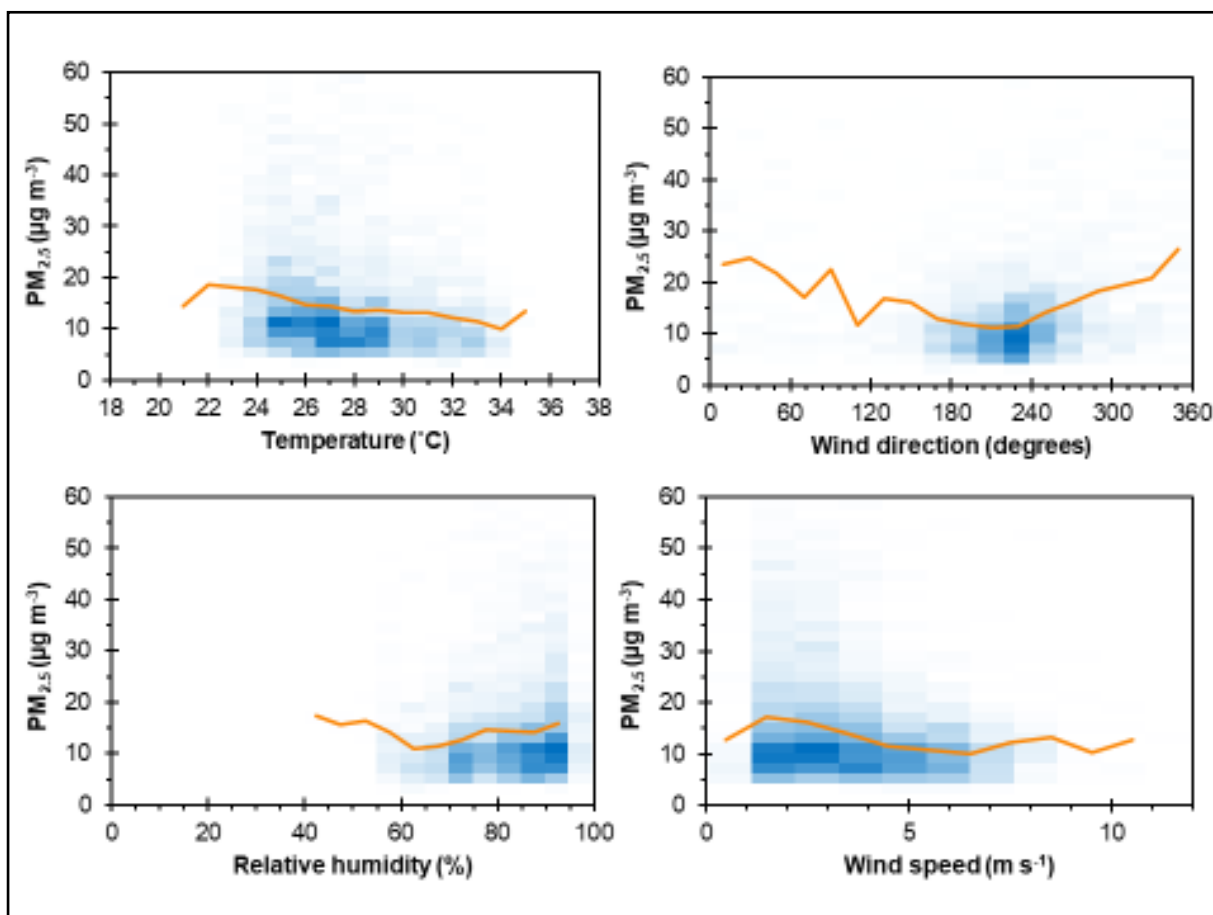 PM2.5 (µg m-3)
60
50
40
30
20
10
0
18 20 22 24 26 28 30 32 34 36 38
Temperature (˚C)
PM2.5 (µg m-3)
60
50
40
30
20
10
0
0 60 120 180 240 300 360
Wind direction (degrees)
PM2.5 (µg m-3)
60
50
40
30
20
10
0
0 20 40 60 80 100
Relative humidity (%)
PM2.5 (µg m-3)
60
50
40
30
20
10
0
0 5 10
Wind speed (m s-1)